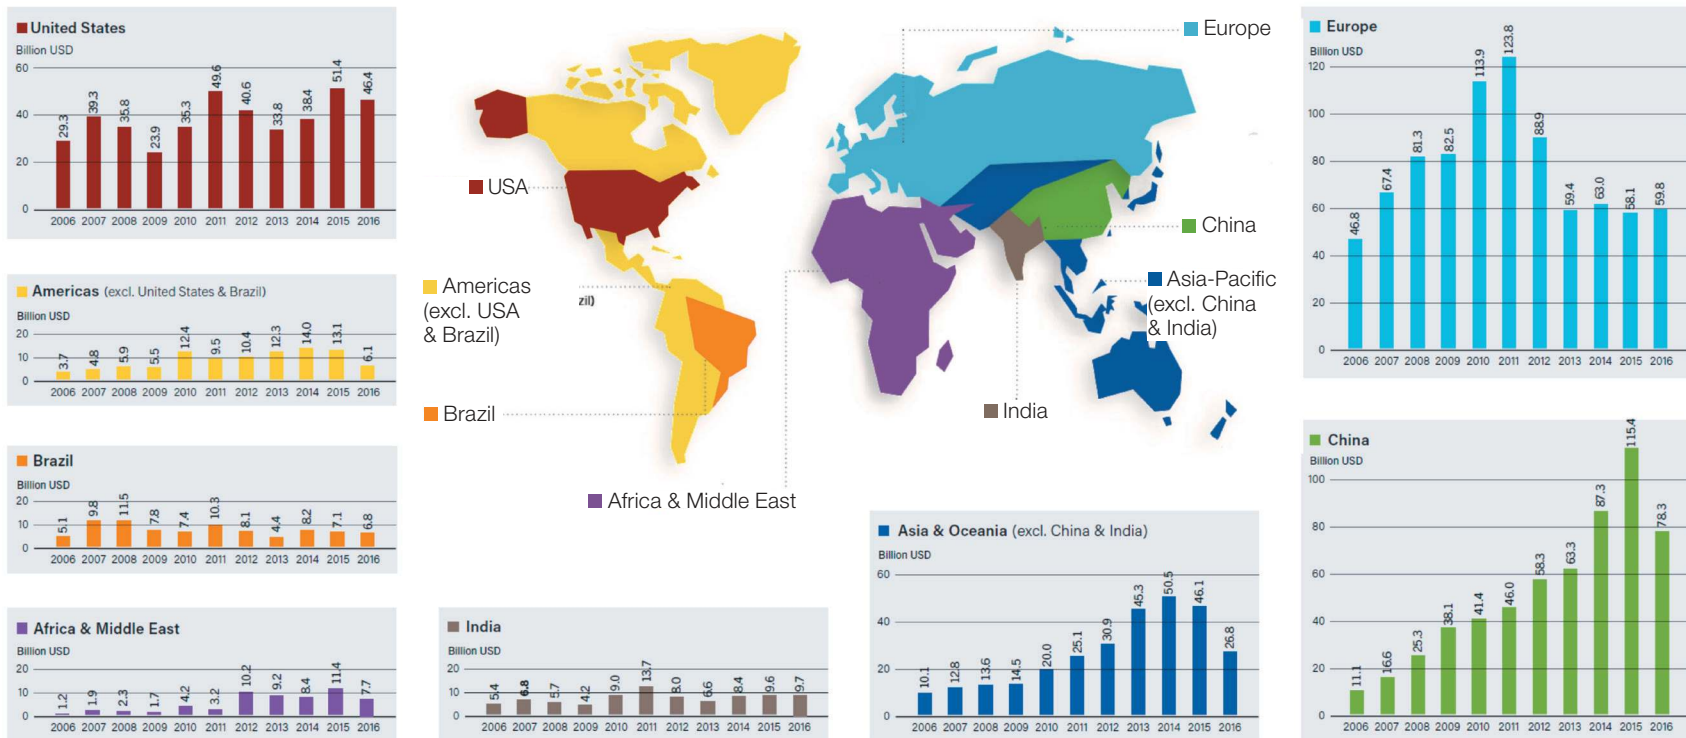 United States
Billion USD
60
40
20
0
29.3 39.3 35.8 23.9 35.3 49.6 40.6 33.8 38.4 51.4 46.4
2006 2007 2008 2009 2010 2011 2012 2013 2014 2015 2016
Americas (excl. United States & Brazil)
Billion USD
20
10
0
3.7 4.8 5.9 5.5 12.4 9.5 10.4 12.3 14.0 13.1 6.1
2006 2007 2008 2009 2010 2011 2012 2013 2014 2015 2016
Brazil
Billion USD
20
10
0
5.1 9.8 11.5 7.8 7.4 10.3 8.1 4.4 8.2 7.1 6.8
2006 2007 2008 2009 2010 2011 2012 2013 2014 2015 2016
Africa & Middle East
Billion USD
20
10
0
1.2 1.9 2.3 1.7 4.2 3.2 10.2 9.2 8.4 11.4 7.7
2006 2007 2008 2009 2010 2011 2012 2013 2014 2015 2016
Europe
USA
China
Americas
(excl. USA
& Brazil)
zil)
Asia-Pacific
(excl. China
& India)
Brazil
India
Africa & Middle East
India
Billion USD
20
10
0
5.4 6.8 5.7 4.2 9.0 13.7 8.0 6.6 8.4 9.6 9.7
2006 2007 2008 2009 2010 2011 2012 2013 2014 2015 2016
Asia & Oceania (excl. China & India)
Billion USD
60
40
20
0
10.1 12.8 13.6 14.5 20.0 25.1 30.9 45.3 50.5 46.1 26.8
2006 2007 2008 2009 2010 2011 2012 2013 2014 2015 2016
Europe
Billion USD
120
100
80
60
40
20
0
46.8 67.4 81.3 82.5 113.9 123.8 88.9 59.4 63.0 58.1 59.8
2006 2007 2008 2009 2010 2011 2012 2013 2014 2015 2016
China
Billion USD
100
80
60
40
20
0
11.1 16.6 25.3 38.1 41.4 46.0 58.3 63.3 87.3 115.4 78.3
2006 2007 2008 2009 2010 2011 2012 2013 2014 2015 2016